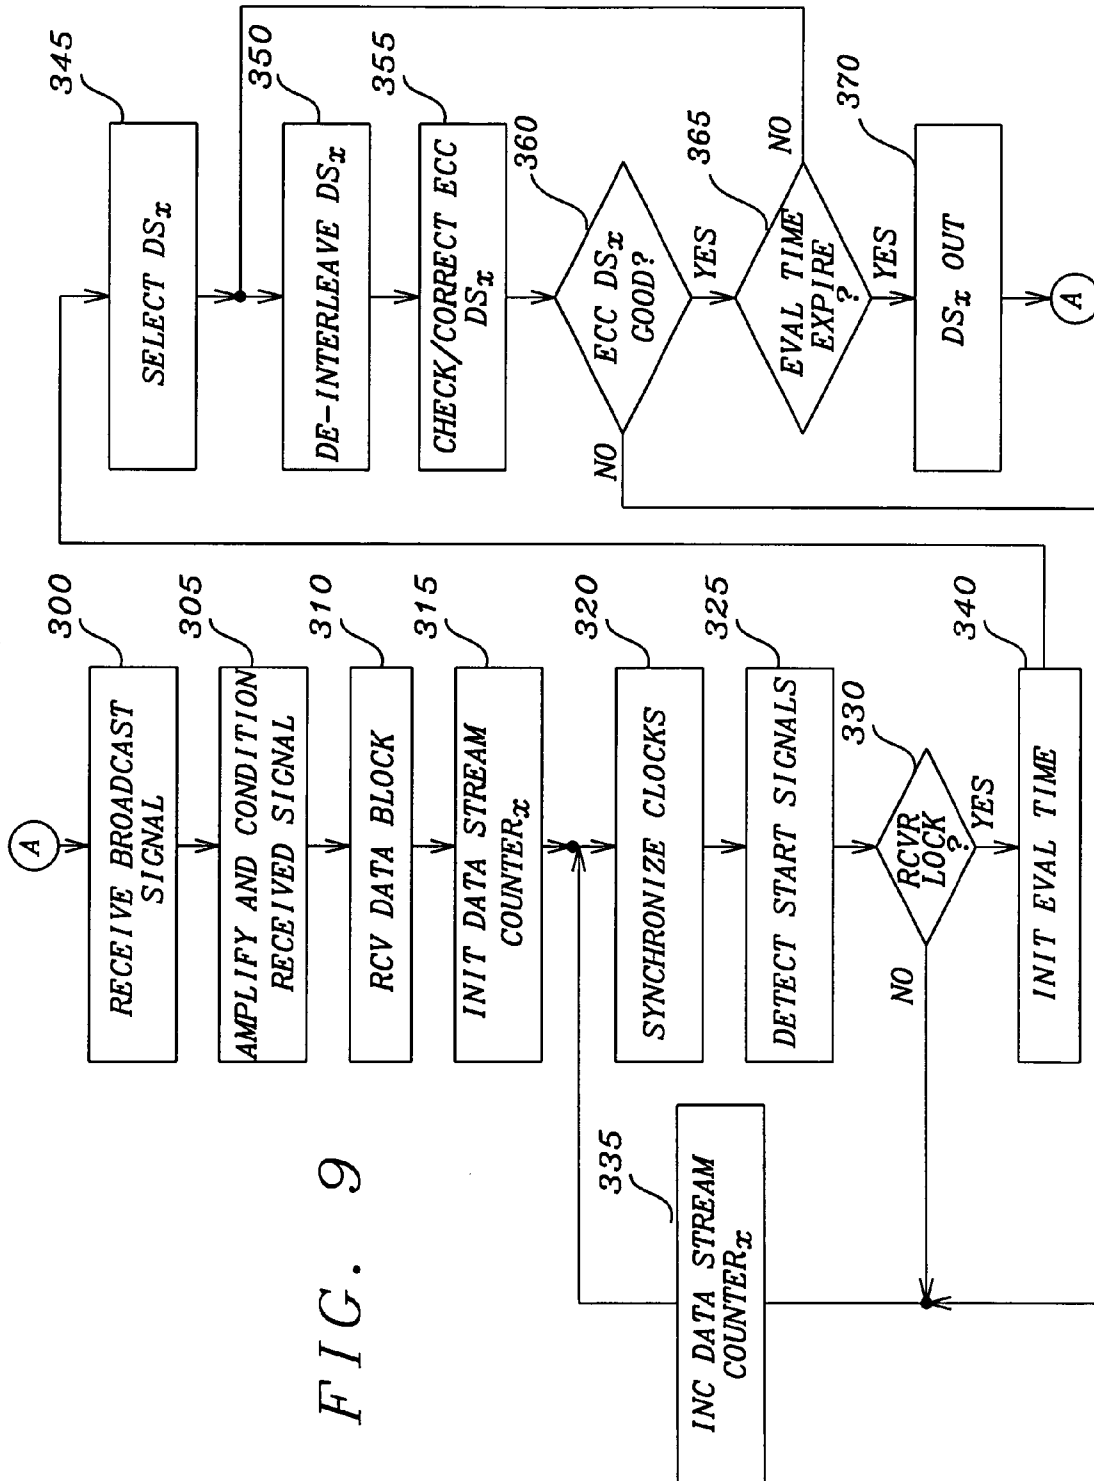 FIG. 9
A
RECEIVE BROADCAST
SIGNAL
300
AMPLIFY AND CONDITION
RECEIVED SIGNAL
305
RCV DATA BLOCK
310
INIT DATA STREAM
COUNTERx
315
SYNCHRONIZE CLOCKS
320
DETECT START SIGNALS
325
RCVR
LOCK
?
330
NO
YES
INC DATA STREAM
COUNTERx
335
INIT EVAL TIME
340
SELECT DSx
345
DE-INTERLEAVE DSx
350
CHECK/CORRECT ECC
DSx
355
ECC DSx
GOOD?
360
NO
YES
EVAL TIME
EXPIRE
?
365
NO
YES
DSx OUT
370
A